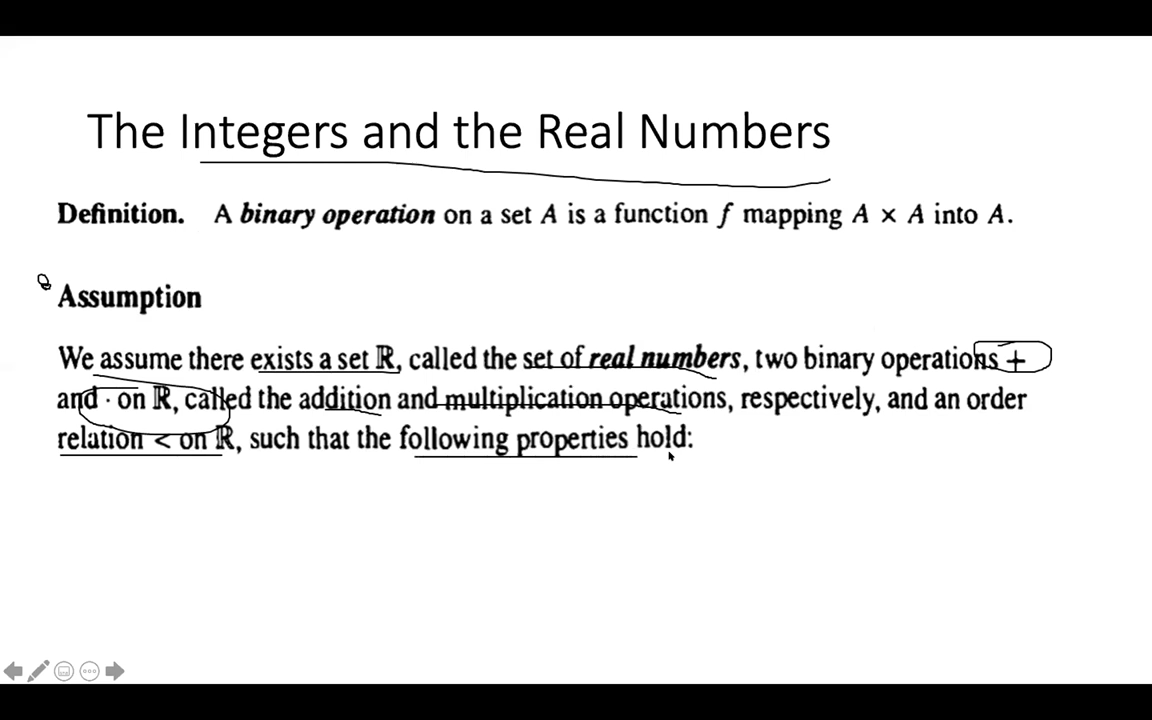 The Integers and the Real Numbers
Definition. A binary operation on a set A is a function f mapping A × A into A.
Assumption
We assume there exists a set ℝ, called the set of real numbers, two binary operations +
and · on ℝ, called the addition and multiplication operations, respectively, and an order
relation < on ℝ, such that the following properties hold: